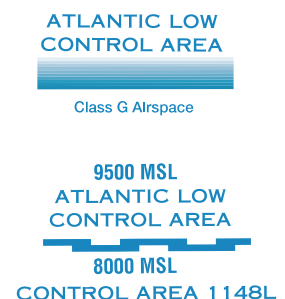 ATLANTIC LOW
CONTROL AREA
Class G AIrspace
9500 MSL
ATLANTIC LOW
CONTROL AREA
8000 MSL
CONTROL AREA 1148L